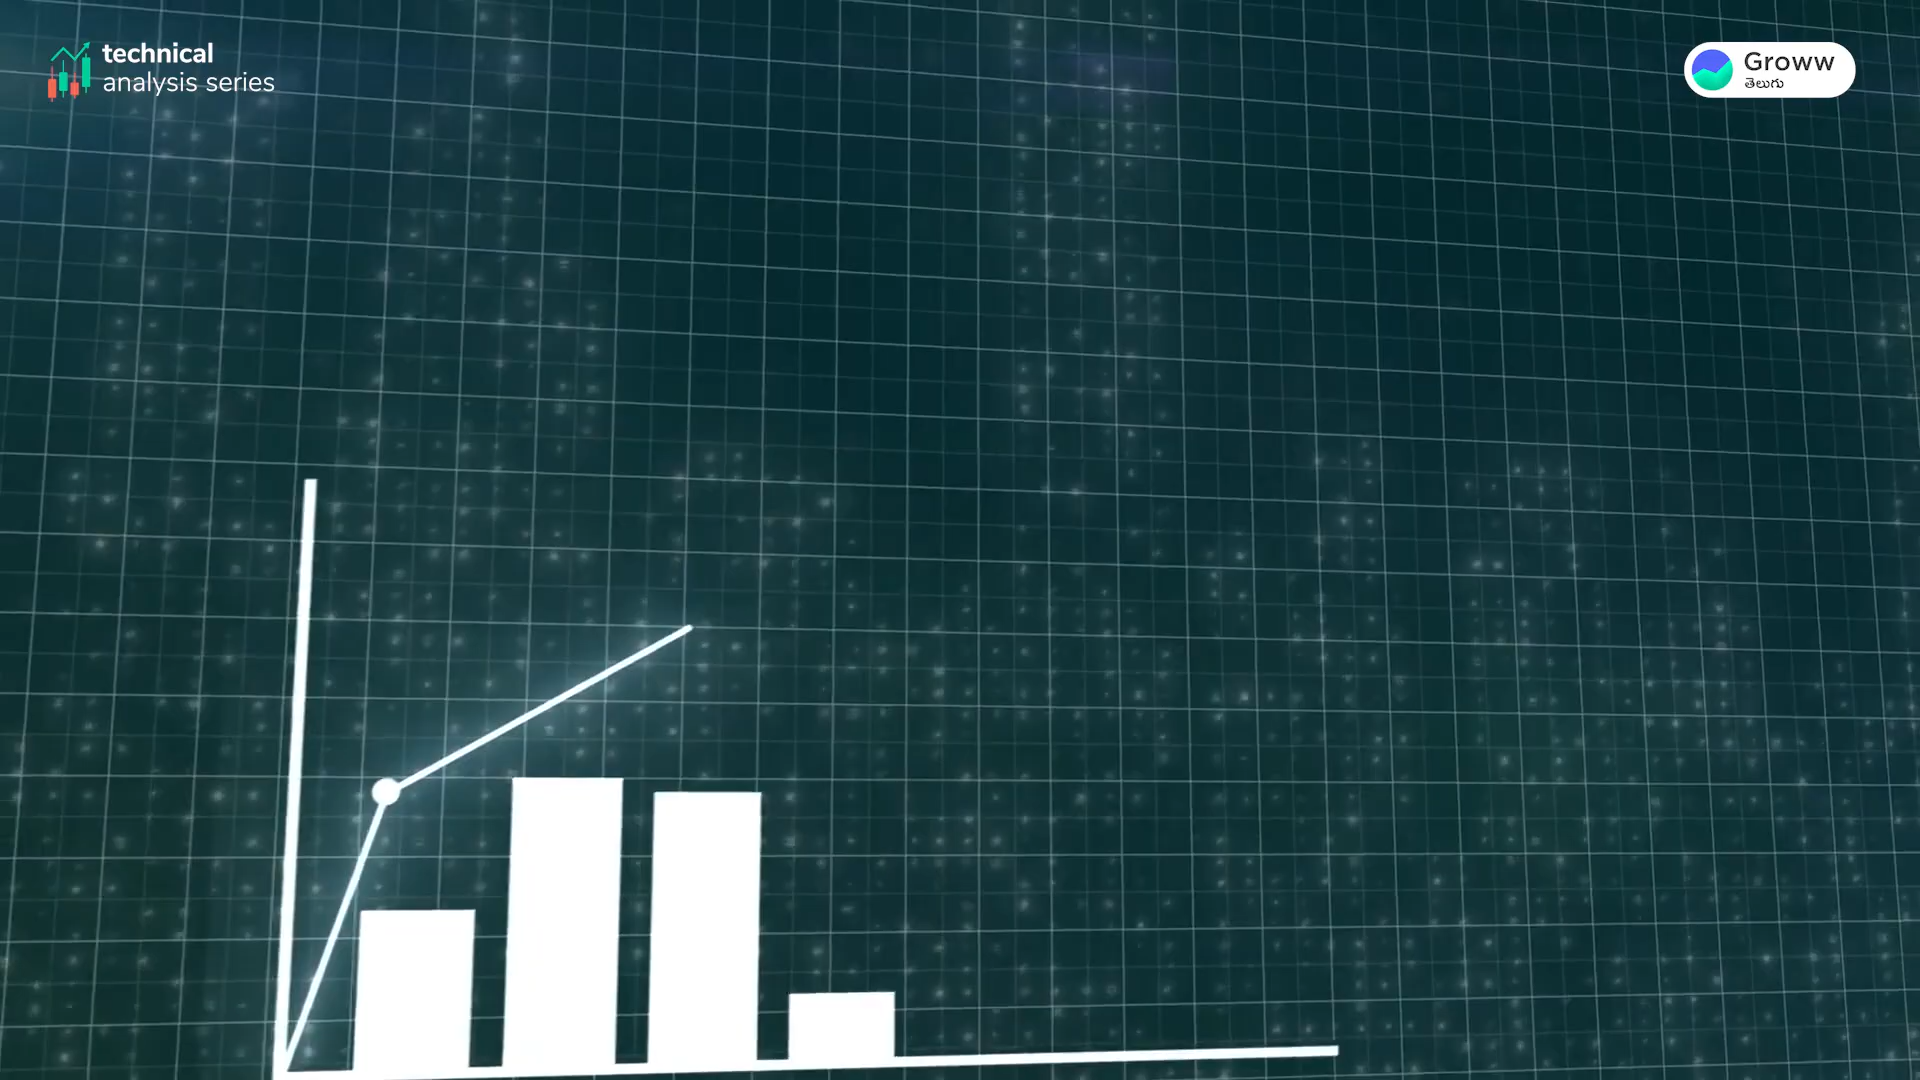 technical
analysis series
Groww
తెలుగు